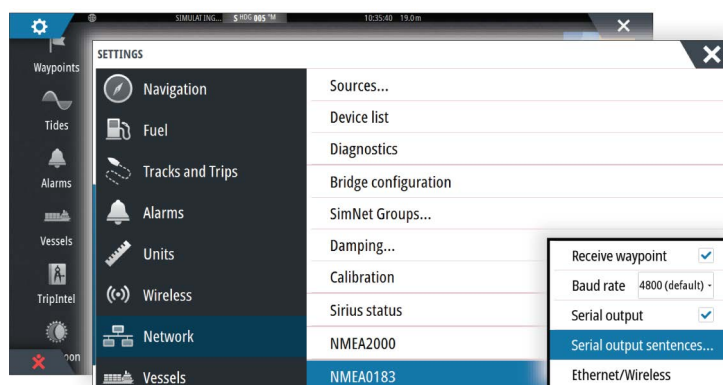 SIMULATING... S HDG 005 °M 10:35:40 19.0 m
SETTINGS
Waypoints
Tides
Alarms
Vessels
TripIntel
oon
Navigation
Fuel
Tracks and Trips
Alarms
Units
Wireless
Network
Vessels
Sources...
Device list
Diagnostics
Bridge configuration
SimNet Groups...
Damping...
Calibration
Sirius status
NMEA2000
NMEA0183
Receive waypoint
Baud rate 4800 (default)
Serial output
Serial output sentences...
Ethernet/Wireless